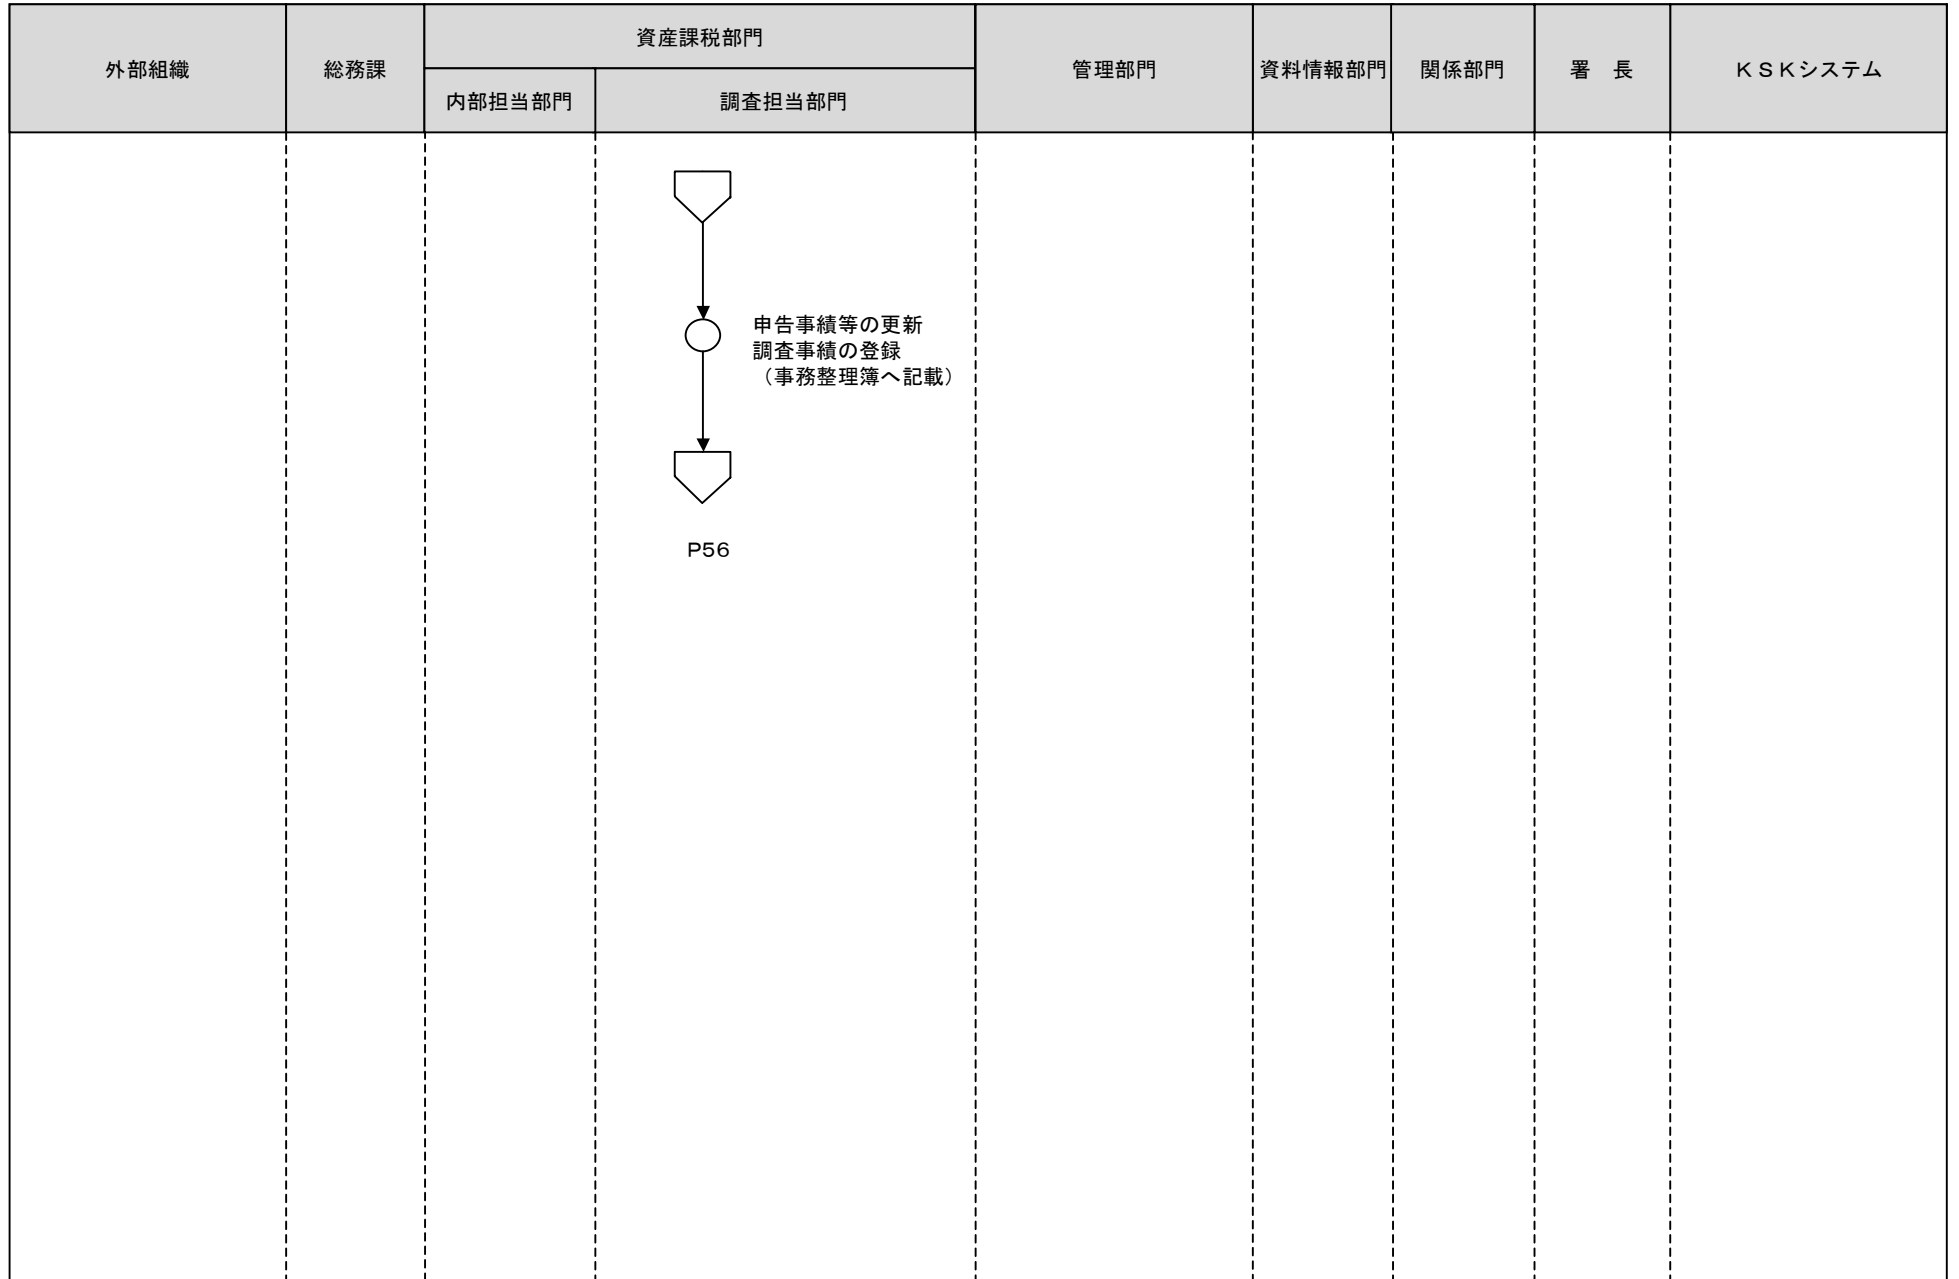 外部組織
総務課
資産課税部門
内部担当部門
調査担当部門
管理部門
資料情報部門
関係部門
署　長
ＫＳＫシステム
申告事績等の更新
調査事績の登録
（事務整理簿へ記載）
P56